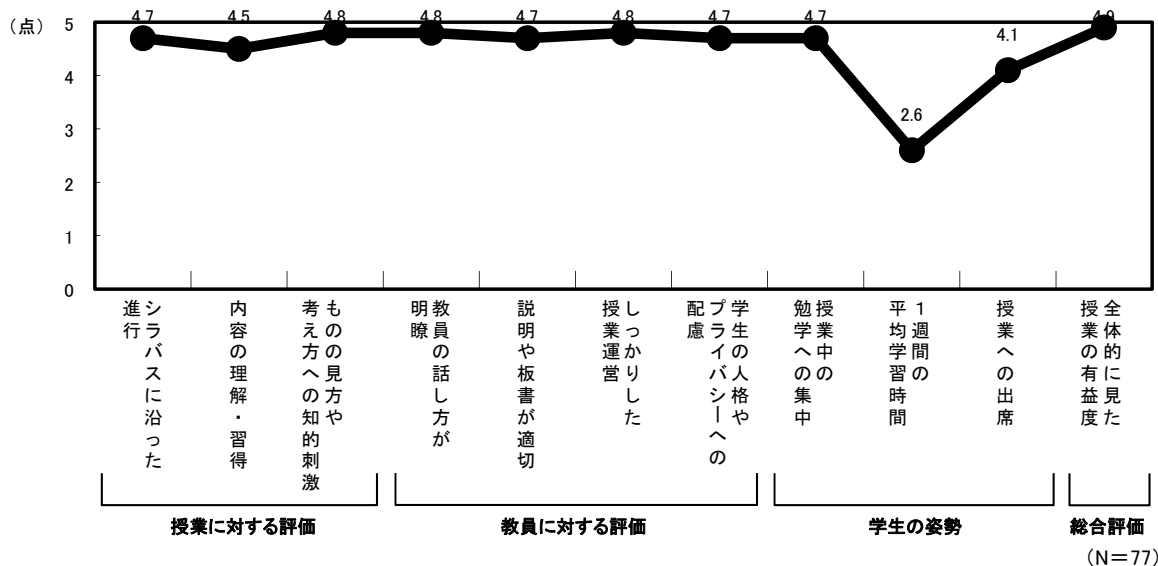 （点）
5
4
3
2
1
0
4.7
4.5
4.8
4.8
4.7
4.8
4.7
4.7
2.6
4.1
4.9
シラバスに沿った
進行
内容の理解・習得
ものの見方や
考え方への知的刺激
教員の話し方が
明瞭
説明や板書が適切
しっかりした
授業運営
学生の人格や
プライバシーへの
配慮
授業中の
勉学への集中
１週間の
平均学習時間
授業への出席
全体的に見た
授業の有益度
授業に対する評価
教員に対する評価
学生の姿勢
総合評価
（N＝77）